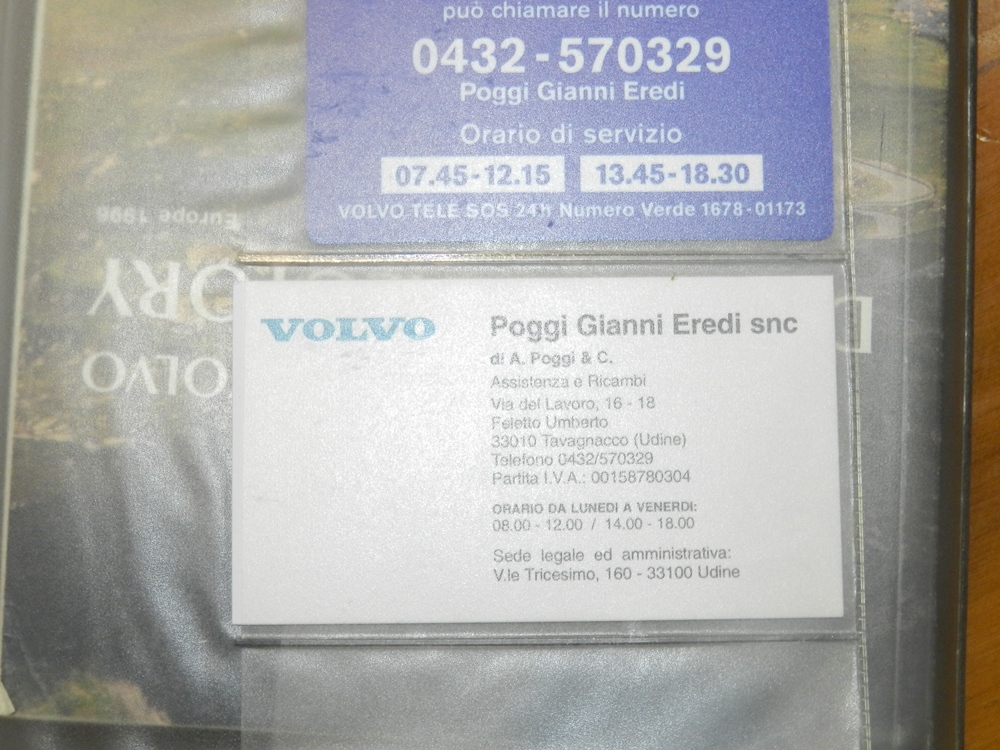 può chiamare il numero
0432-570329
Poggi Gianni Eredi
Orario di servizio
07.45-12.15 13.45-18.30
VOLVO TELE SOS 24h Numero Verde 1678-01173
Europe 1996
VOLVO
Poggi Gianni Eredi snc
di A. Poggi & C.
Assistenza e Ricambi
Via del Lavoro, 16 - 18
Feletto Umberto
33010 Tavagnacco (Udine)
Telefono 0432/570329
Partita I.V.A.: 00158780304
ORARIO DA LUNEDI A VENERDI:
08.00 - 12.00 / 14.00 - 18.00
Sede legale ed amministrativa:
V.le Tricesimo, 160 - 33100 Udine